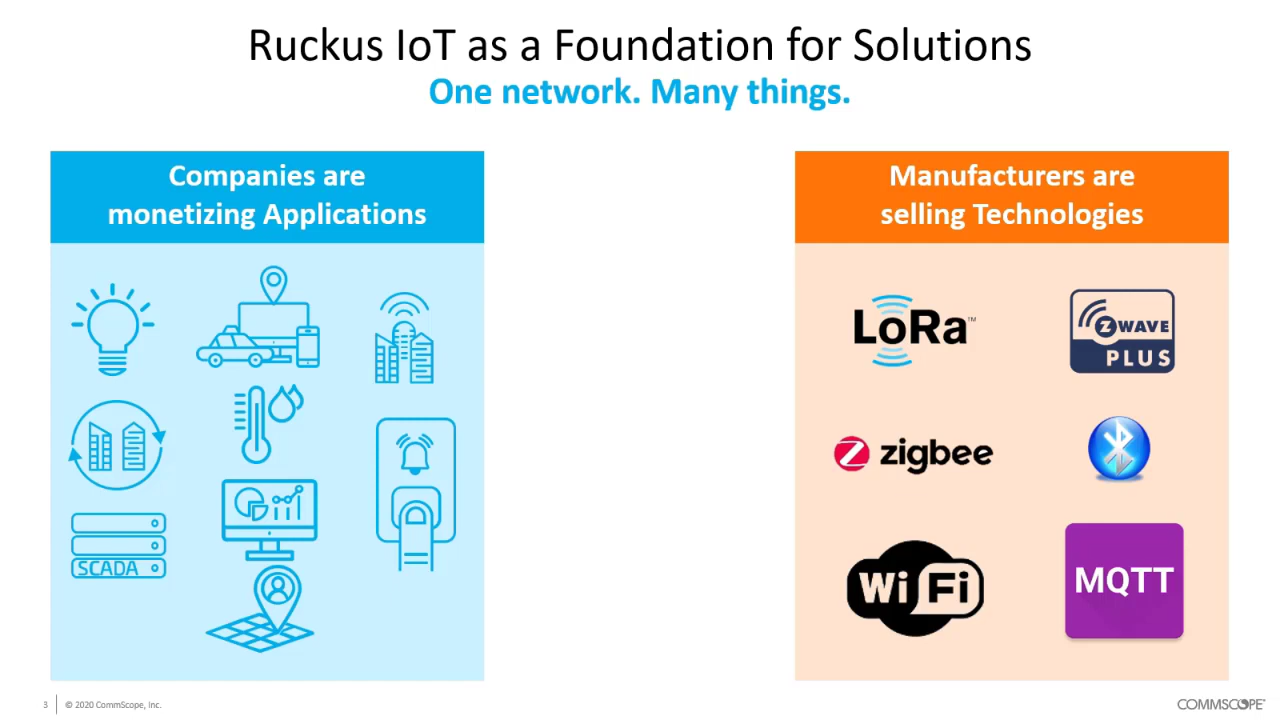 Ruckus IoT as a Foundation for Solutions
One network. Many things.
Companies are
monetizing Applications
SCADA
Manufacturers are
selling Technologies
LoRa™
Z WAVE
PLUS
zigbee
Wi Fi
MQTT
3
© 2020 CommScope, Inc.
COMMSCOPE®